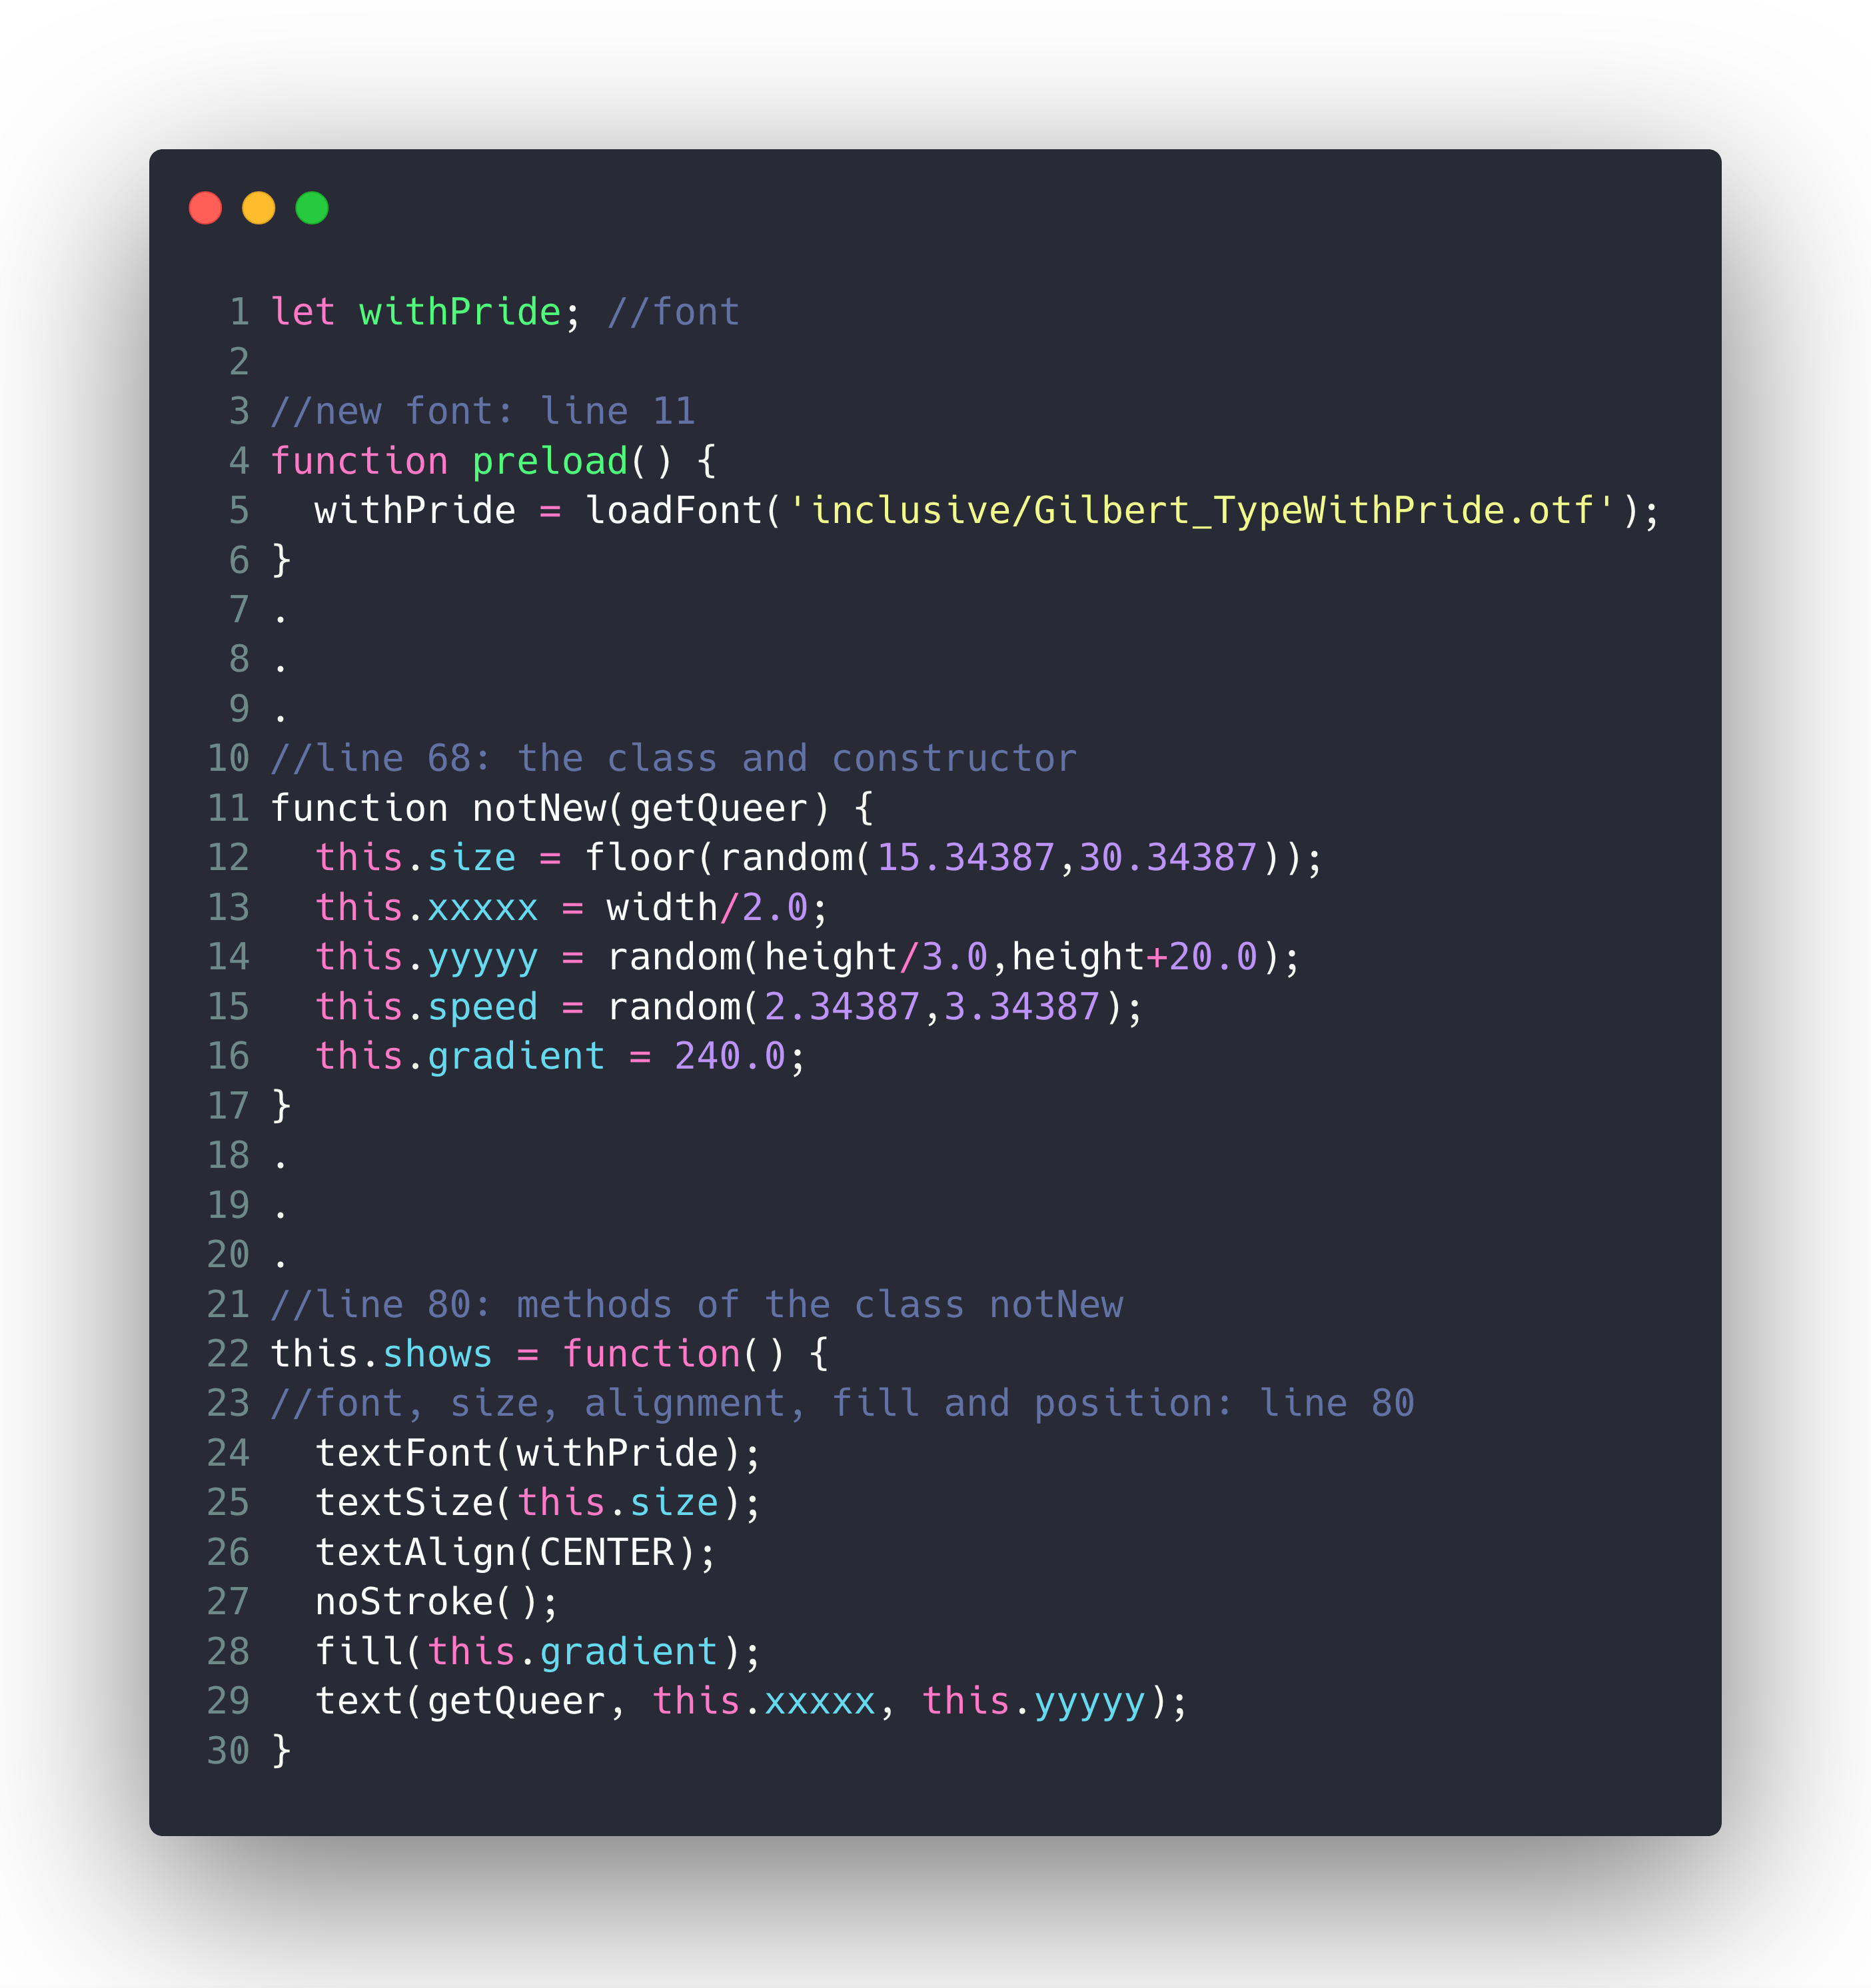 1 let withPride; //font
2
3 //new font: line 11
4 function preload() {
5   withPride = loadFont('inclusive/Gilbert_TypeWithPride.otf');
6 }
7 .
8 .
9 .
10 //line 68: the class and constructor
11 function notNew(getQueer) {
12   this.size = floor(random(15.34387,30.34387));
13   this.xxxxx = width/2.0;
14   this.yyyyy = random(height/3.0,height+20.0);
15   this.speed = random(2.34387,3.34387);
16   this.gradient = 240.0;
17 }
18 .
19 .
20 .
21 //line 80: methods of the class notNew
22 this.shows = function() {
23 //font, size, alignment, fill and position: line 80
24   textFont(withPride);
25   textSize(this.size);
26   textAlign(CENTER);
27   noStroke();
28   fill(this.gradient);
29   text(getQueer, this.xxxxx, this.yyyyy);
30 }